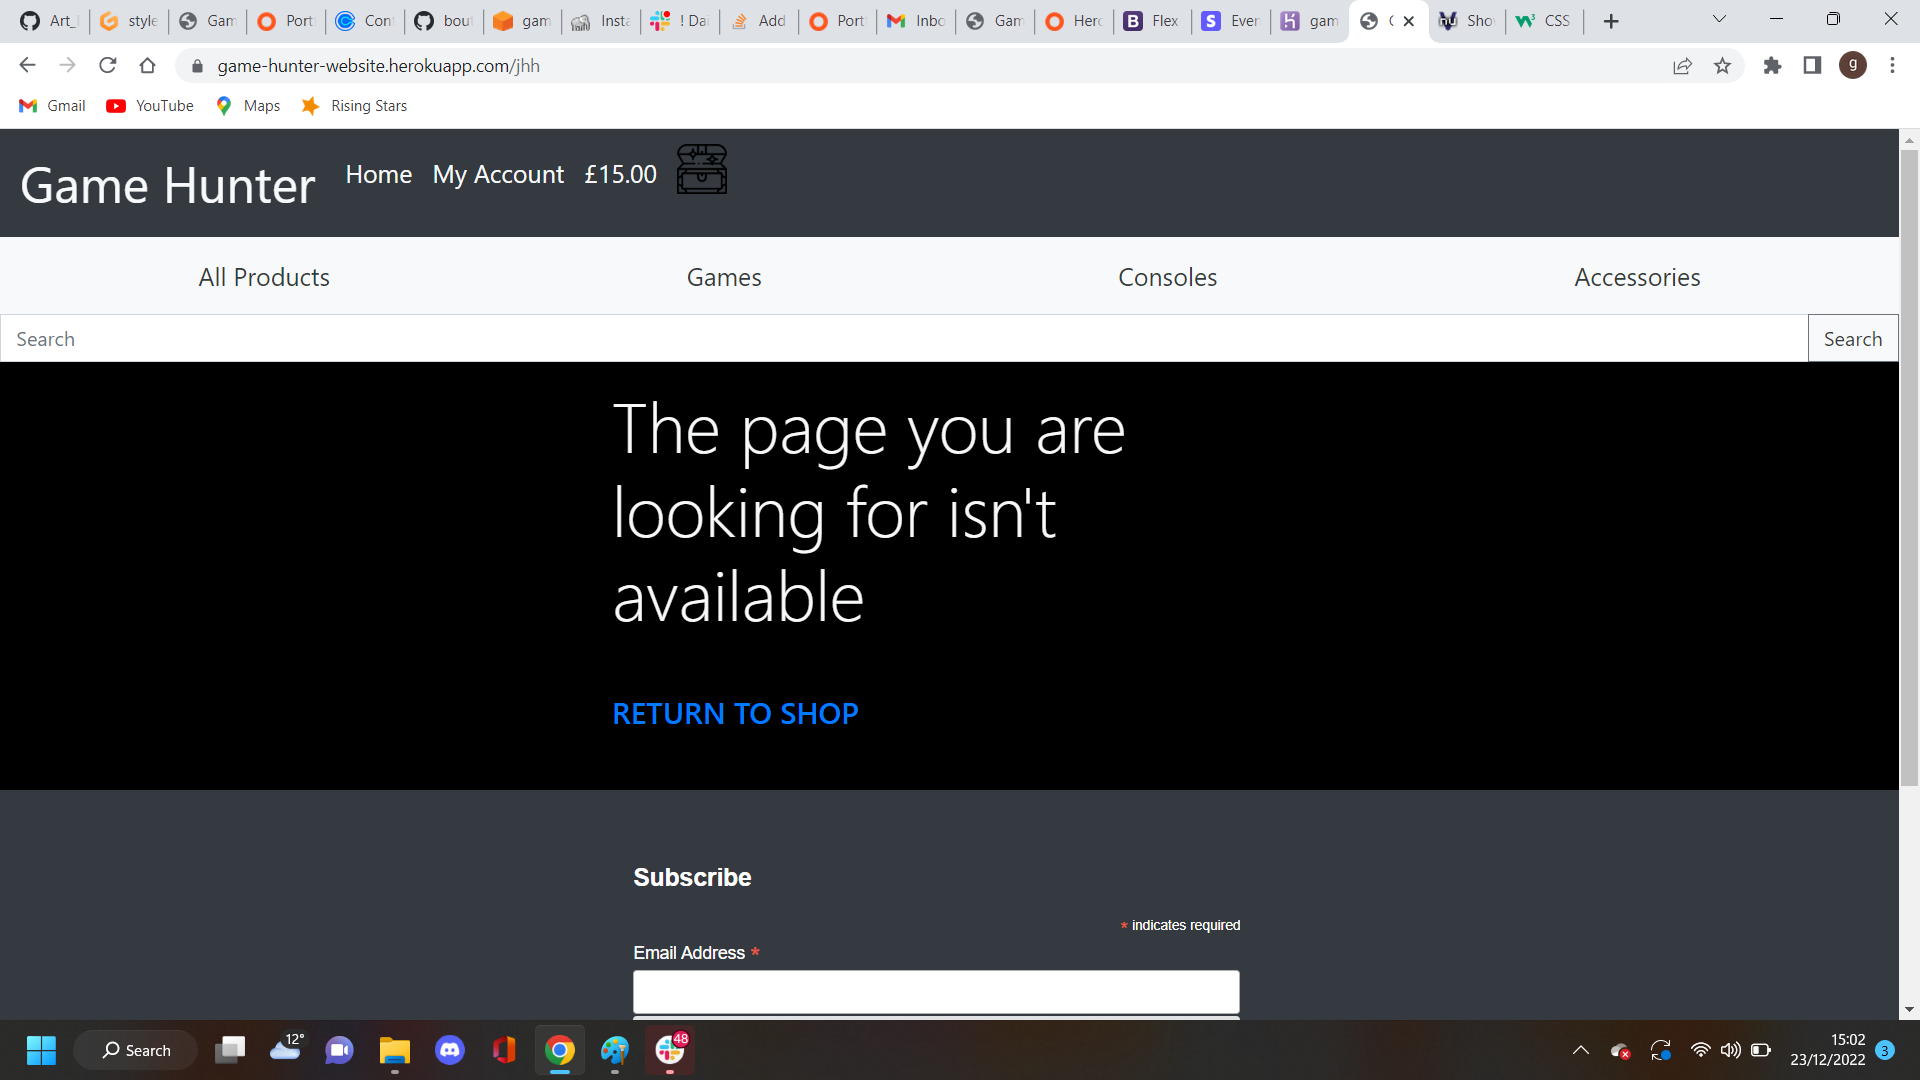 Art_ style Gam Port Con bout gam Insta ! Dai Add Port Inbo Gam Hero Flex Ever gam Sho CSS
game-hunter-website.herokuapp.com/jhh
g
Gmail YouTube Maps Rising Stars
Game Hunter Home My Account £15.00
All Products Games Consoles Accessories
Search Search
The page you are
looking for isn't
available
RETURN TO SHOP
Subscribe
* indicates required
Email Address *
Search 12° 48 15:02
23/12/2022 3